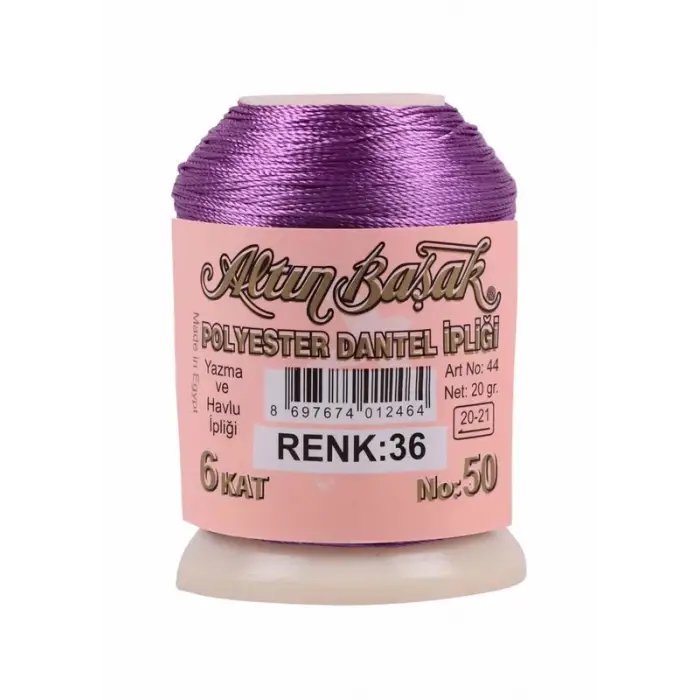 Altın Başak ®
POLYESTER DANTEL İPLİĞİ
Made in Egypt
Yazma
ve
Havlu
İpliği
8 697674 012464
Art No: 44
Net: 20 gr.
20-21
RENK:36
6 KAT
No:50